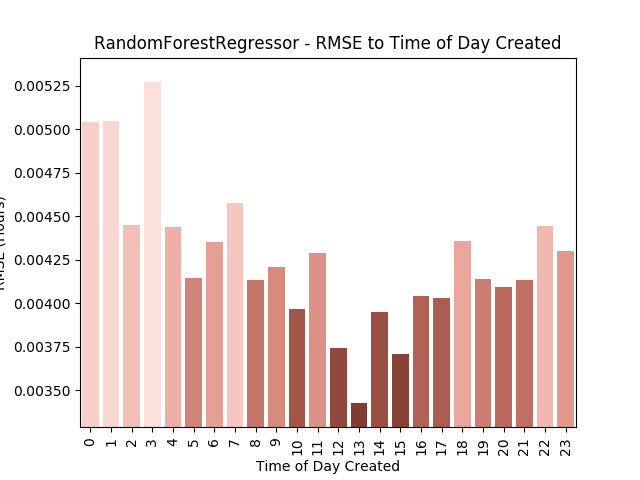 RandomForestRegressor - RMSE to Time of Day Created
0.00525
0.00500
0.00475
0.00450
0.00425
0.00400
0.00375
0.00350
RMSE (Hours)
0 1 2 3 4 5 6 7 8 9 10 11 12 13 14 15 16 17 18 19 20 21 22 23
Time of Day Created